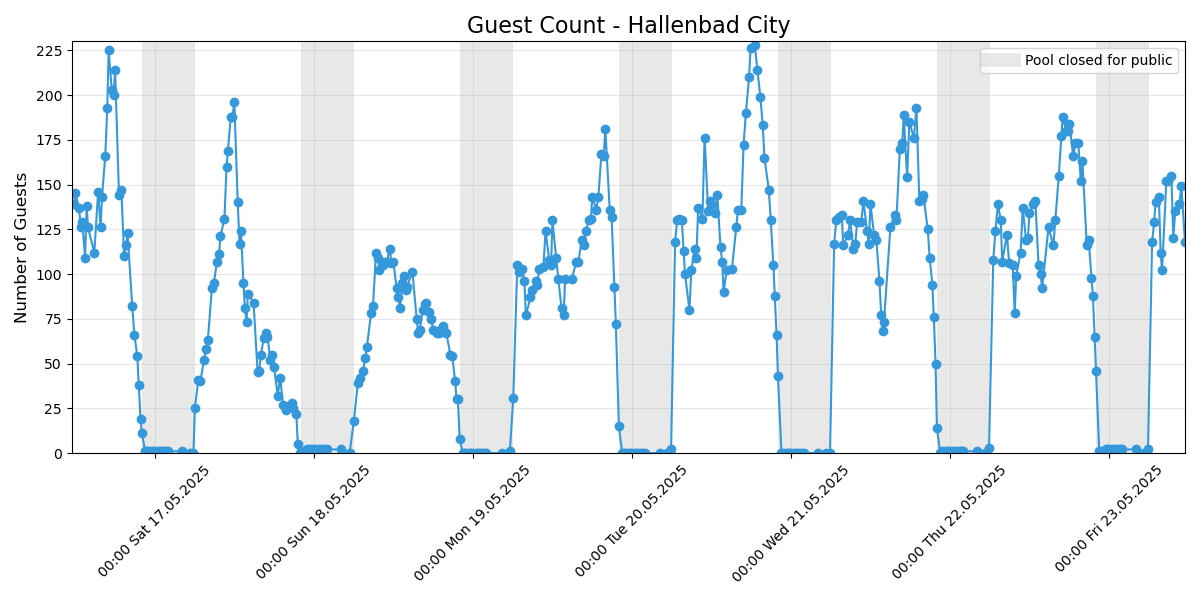 Guest Count - Hallenbad City
Number of Guests
225
200
175
150
125
100
75
50
25
0
Pool closed for public
00:00 Sat 17.05.2025
00:00 Sun 18.05.2025
00:00 Mon 19.05.2025
00:00 Tue 20.05.2025
00:00 Wed 21.05.2025
00:00 Thu 22.05.2025
00:00 Fri 23.05.2025